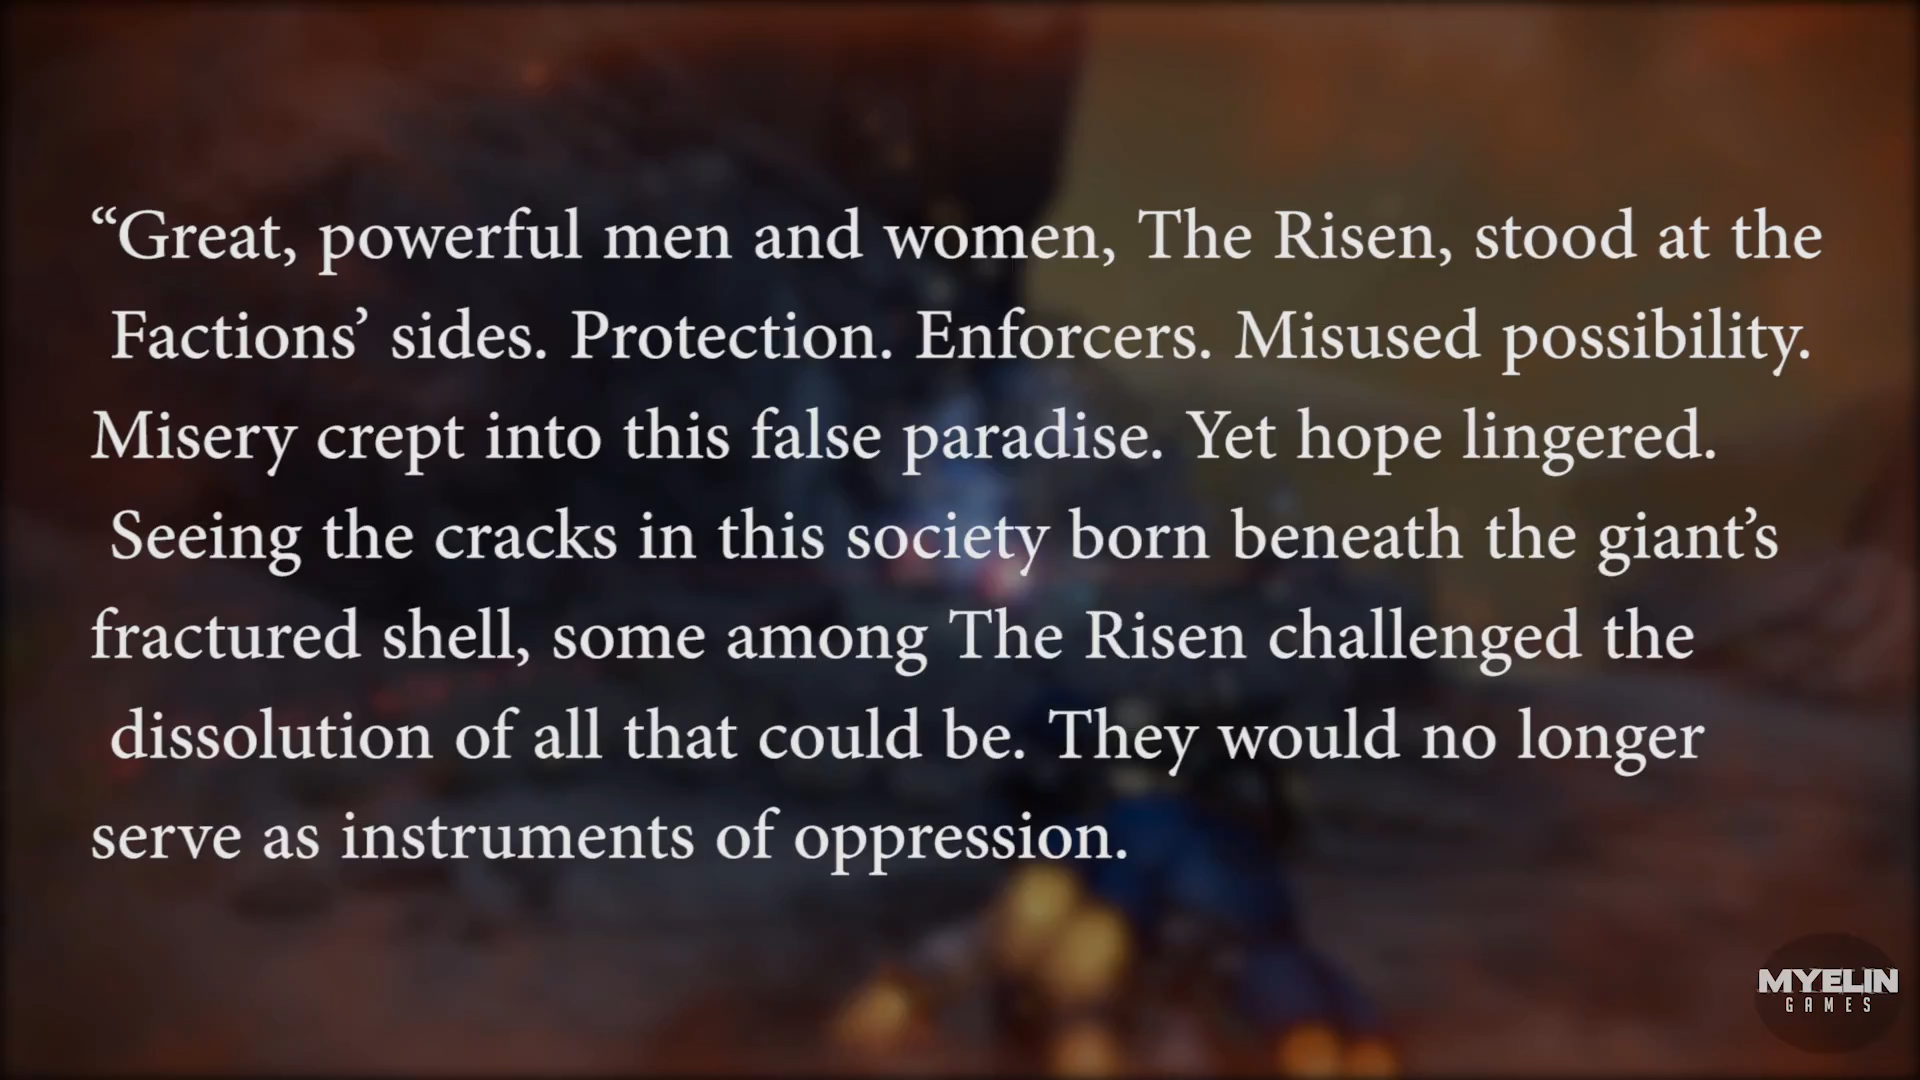 “Great, powerful men and women, The Risen, stood at the
Factions’ sides. Protection. Enforcers. Misused possibility.
Misery crept into this false paradise. Yet hope lingered.
Seeing the cracks in this society born beneath the giant’s
fractured shell, some among The Risen challenged the
dissolution of all that could be. They would no longer
serve as instruments of oppression.
MYELIN
GAMES